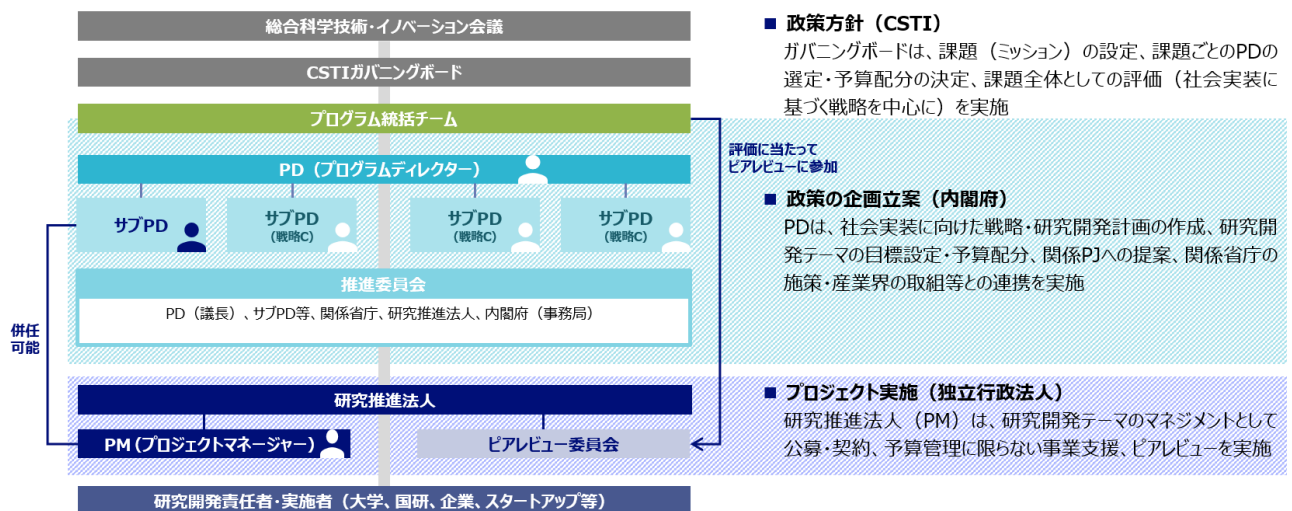 総合科学技術・イノベーション会議
CSTIガバニングボード
プログラム統括チーム
PD(プログラムディレクター)
サブPD
サブPD
(戦略C)
サブPD
(戦略C)
サブPD
(戦略C)
推進委員会
PD(議長)、サブPD等、関係省庁、研究推進法人、内閣府(事務局)
併任
可能
評価に当たって
ピアレビューに参加
研究推進法人
PM(プロジェクトマネージャー)
ピアレビュー委員会
研究開発責任者・実施者(大学、国研、企業、スタートアップ等)
■ 政策方針(CSTI)
ガバニングボードは、課題(ミッション)の設定、課題ごとのPDの
選定・予算配分の決定、課題全体としての評価(社会実装に
基づく戦略を中心に)を実施
■ 政策の企画立案(内閣府)
PDは、社会実装に向けた戦略・研究開発計画の作成、研究開
発テーマの目標設定・予算配分、関係PJへの提案、関係省庁の
施策・産業界の取組等との連携を実施
■ プロジェクト実施(独立行政法人)
研究推進法人(PM)は、研究開発テーマのマネジメントとして
公募・契約、予算管理に限らない事業支援、ピアレビューを実施